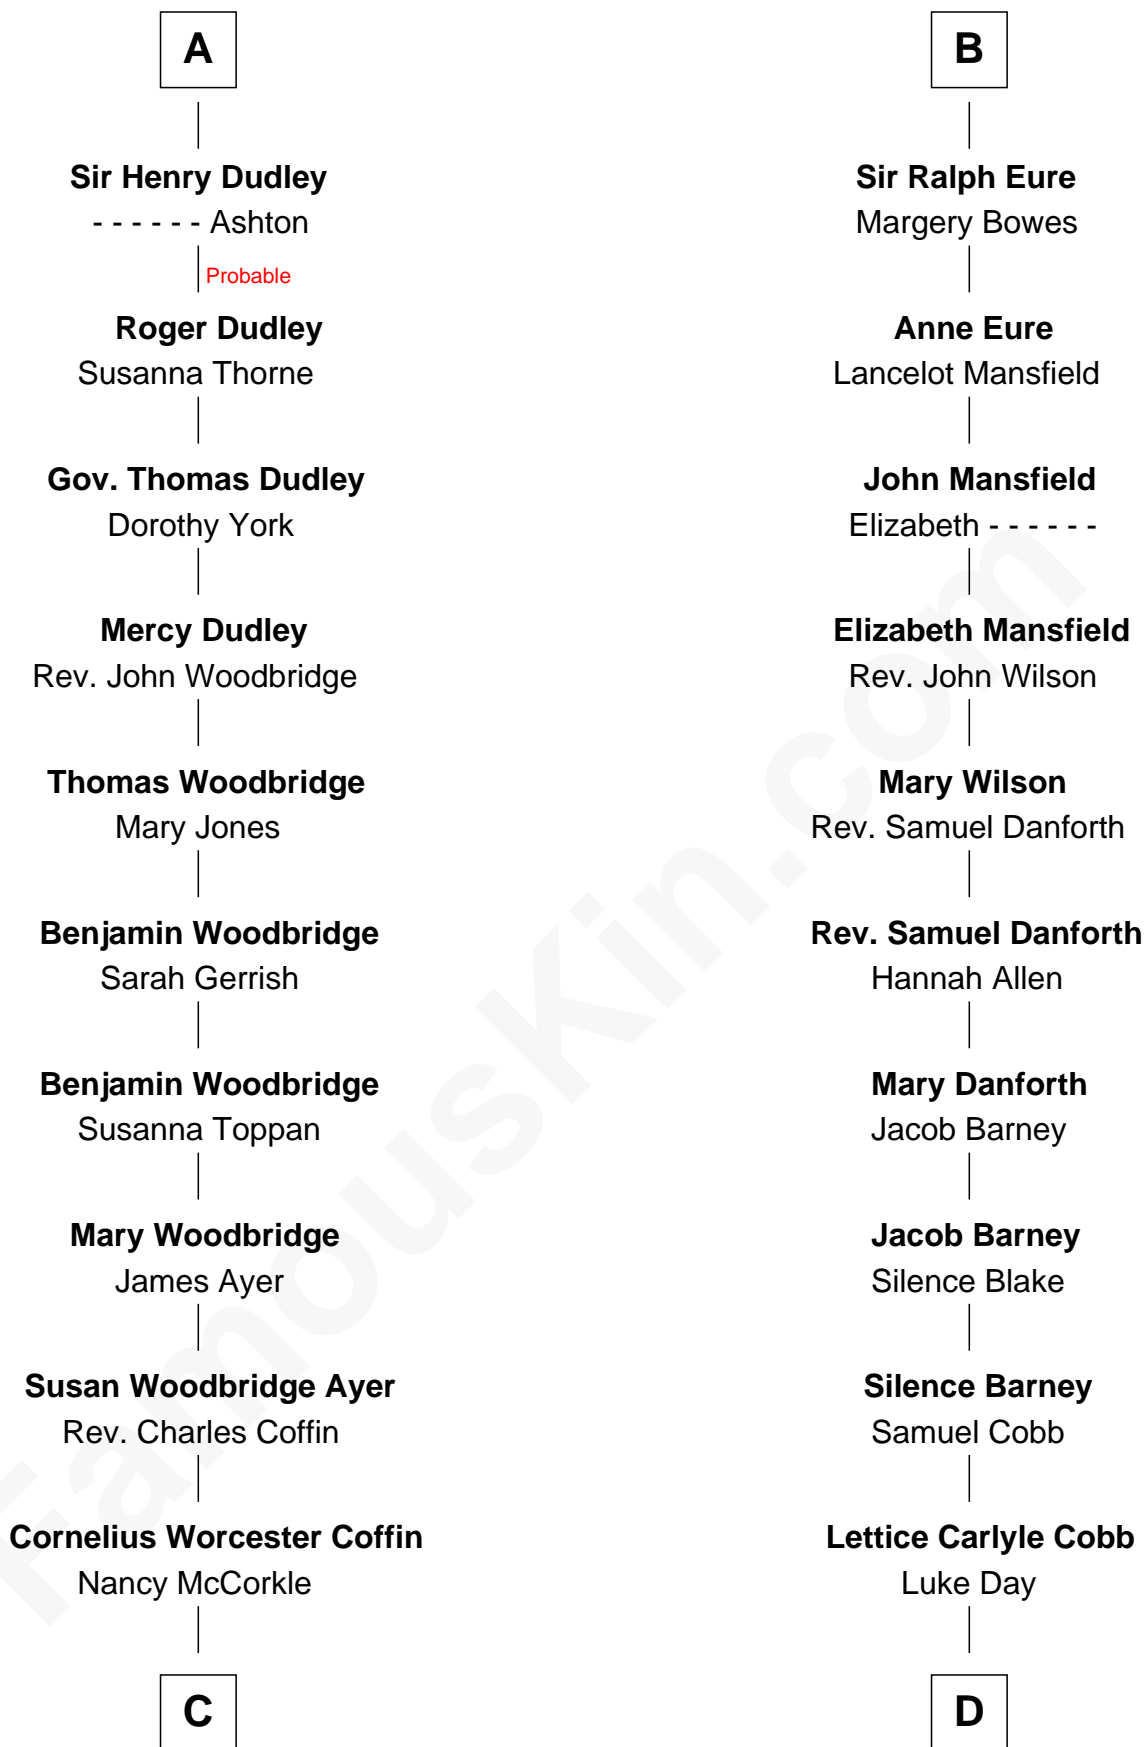 A
Sir Henry Dudley
- - - - - - Ashton
Probable
Roger Dudley
Susanna Thorne
Gov. Thomas Dudley
Dorothy York
Mercy Dudley
Rev. John Woodbridge
Thomas Woodbridge
Mary Jones
Benjamin Woodbridge
Sarah Gerrish
Benjamin Woodbridge
Susanna Toppan
Mary Woodbridge
James Ayer
Susan Woodbridge Ayer
Rev. Charles Coffin
Cornelius Worcester Coffin
Nancy McCorkle
C
B
Sir Ralph Eure
Margery Bowes
Anne Eure
Lancelot Mansfield
John Mansfield
Elizabeth - - - - - -
Elizabeth Mansfield
Rev. John Wilson
Mary Wilson
Rev. Samuel Danforth
Rev. Samuel Danforth
Hannah Allen
Mary Danforth
Jacob Barney
Jacob Barney
Silence Blake
Silence Barney
Samuel Cobb
Lettice Carlyle Cobb
Luke Day
D
FamousKin.com